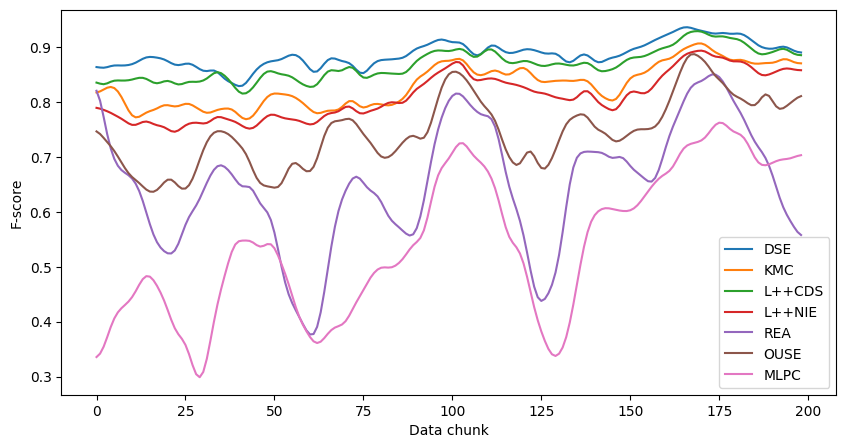 F-score
0.9
0.8
0.7
0.6
0.5
0.4
0.3
0
25
50
75
100
125
150
175
200
Data chunk
DSE
KMC
L++CDS
L++NIE
REA
OUSE
MLPC